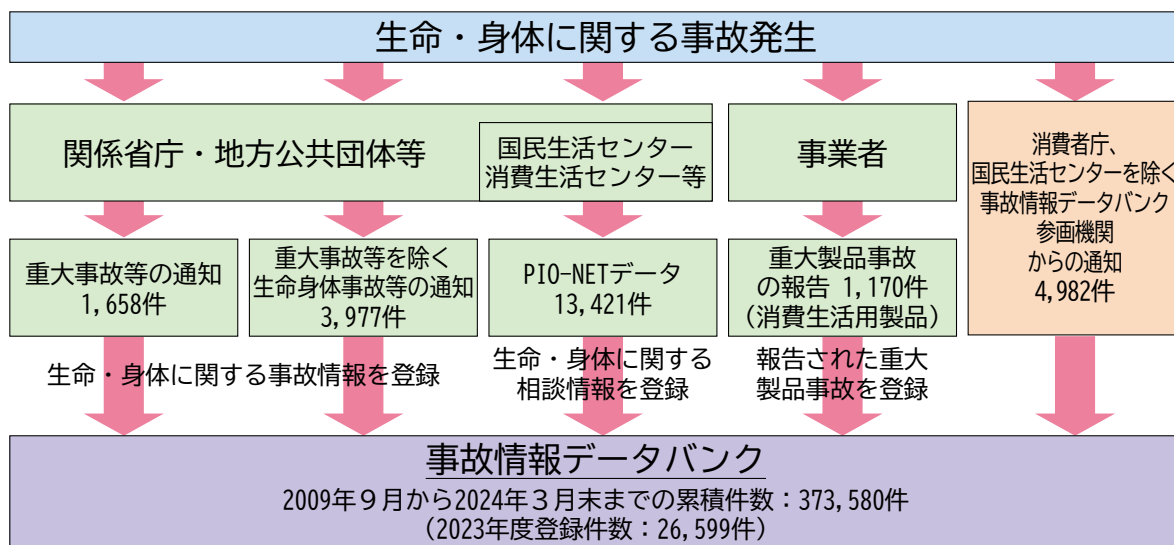 生命・身体に関する事故発生
関係省庁・地方公共団体等
国民生活センター
消費生活センター等
事業者
消費者庁、
国民生活センターを除く
事故情報データバンク
参画機関
からの通知
4,982件
重大事故等の通知
1,658件
重大事故等を除く
生命身体事故等の通知
3,977件
PIO-NETデータ
13,421件
重大製品事故
の報告 1,170件
（消費生活用製品）
生命・身体に関する事故情報を登録
生命・身体に関する
相談情報を登録
報告された重大
製品事故を登録
事故情報データバンク
2009年９月から2024年３月末までの累積件数：373,580件
（2023年度登録件数：26,599件）